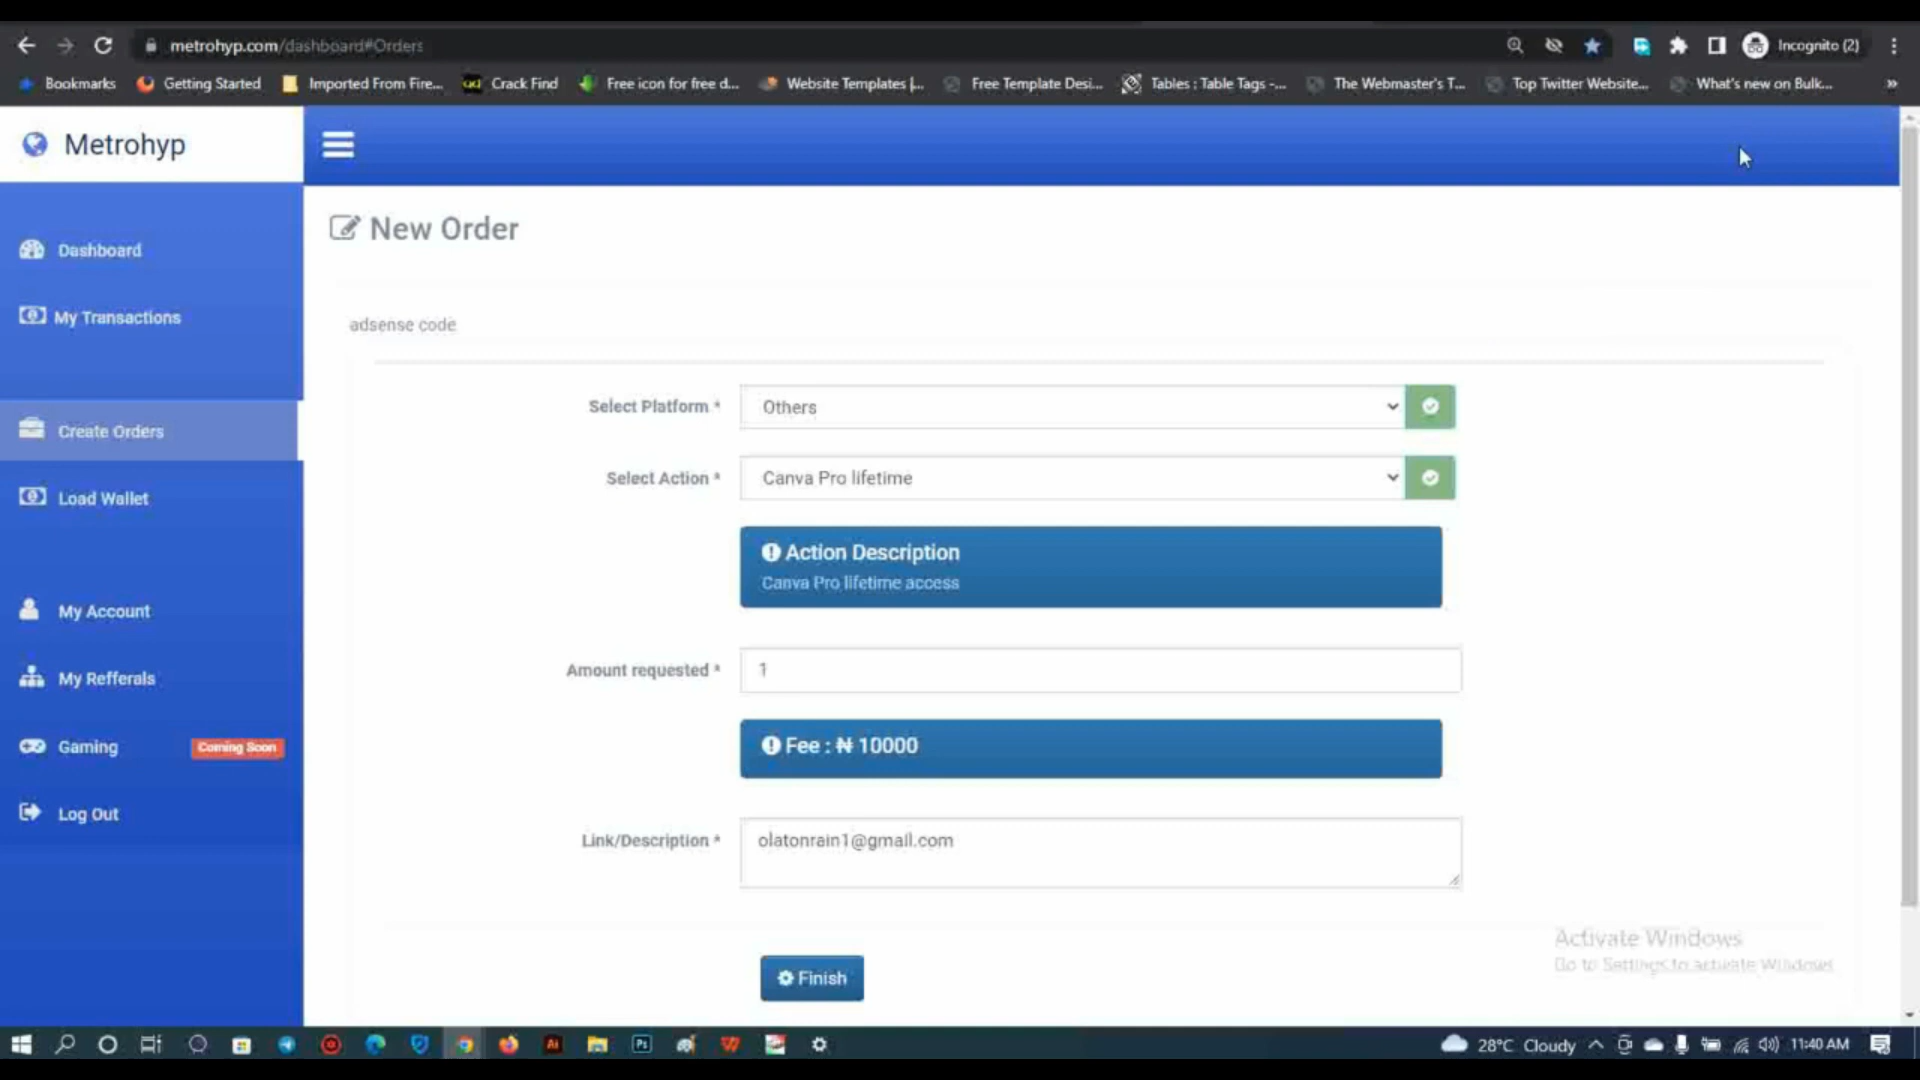 metrohyp.com/dashboard#Orders
Incognito (2)
Bookmarks
Getting Started
Imported From Fire...
Crack Find
Free icon for free d...
Website Templates |...
Free Template Desi...
Tables : Table Tags -...
The Webmaster's T...
Top Twitter Website...
What's new on Bulk...
»
Metrohyp
New Order
Dashboard
My Transactions
adsense code
Select Platform *
Others
Create Orders
Select Action *
Canva Pro lifetime
Load Wallet
Action Description
Canva Pro lifetime access
My Account
Amount requested *
1
My Refferals
Gaming
Coming Soon
Fee : ₦ 10000
Log Out
Link/Description *
olatonrain1@gmail.com
Activate Windows
Go to Settings to activate Windows
Finish
Ai
Ps
28°C Cloudy
11:40 AM